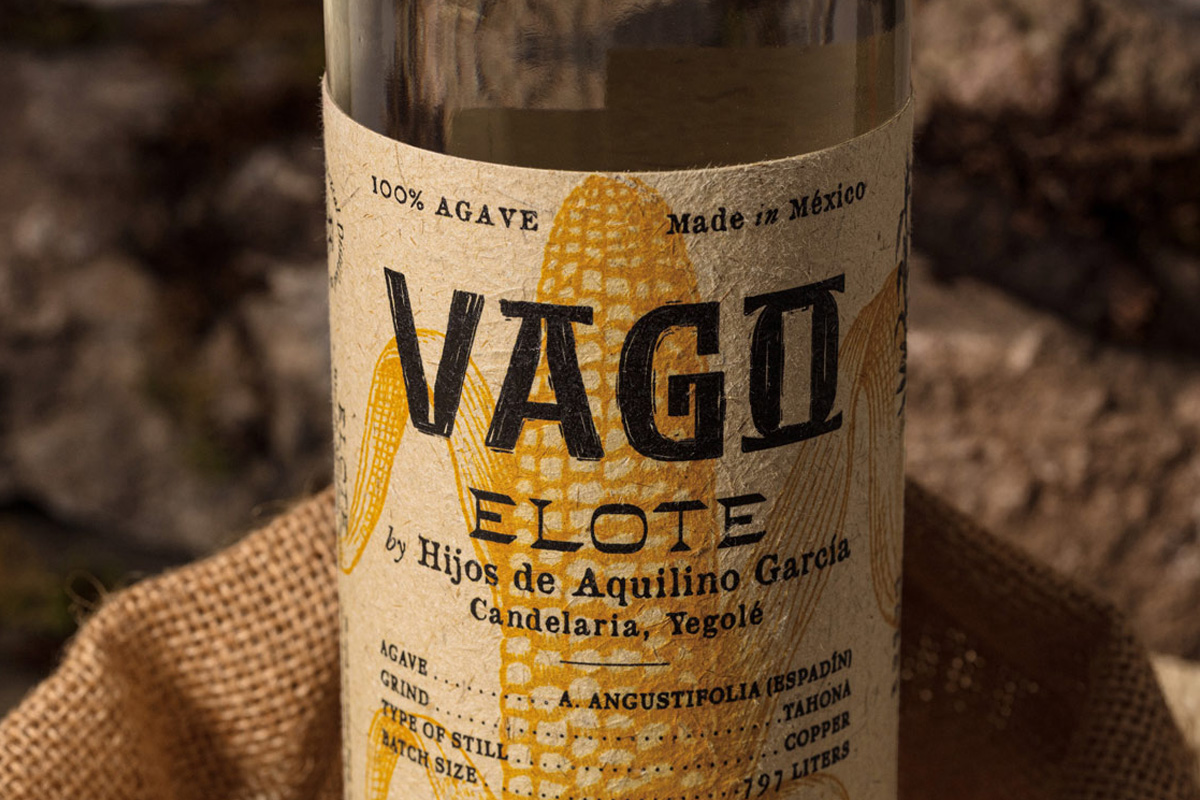 100% AGAVE
Made in México
VAGO
ELOTE
by Hijos de Aquilino García
Candelaria, Yegolé
AGAVE . . . . . . . . . . A. ANGUSTIFOLIA (ESPADÍN)
GRIND . . . . . . . . . . . . . . . . . . . . . . . . . TAHONA
TYPE OF STILL . . . . . . . . . . . . . . . . . . . . COPPER
BATCH SIZE . . . . . . . . . . . . . . . . . . . 797 LITERS
ELOTE